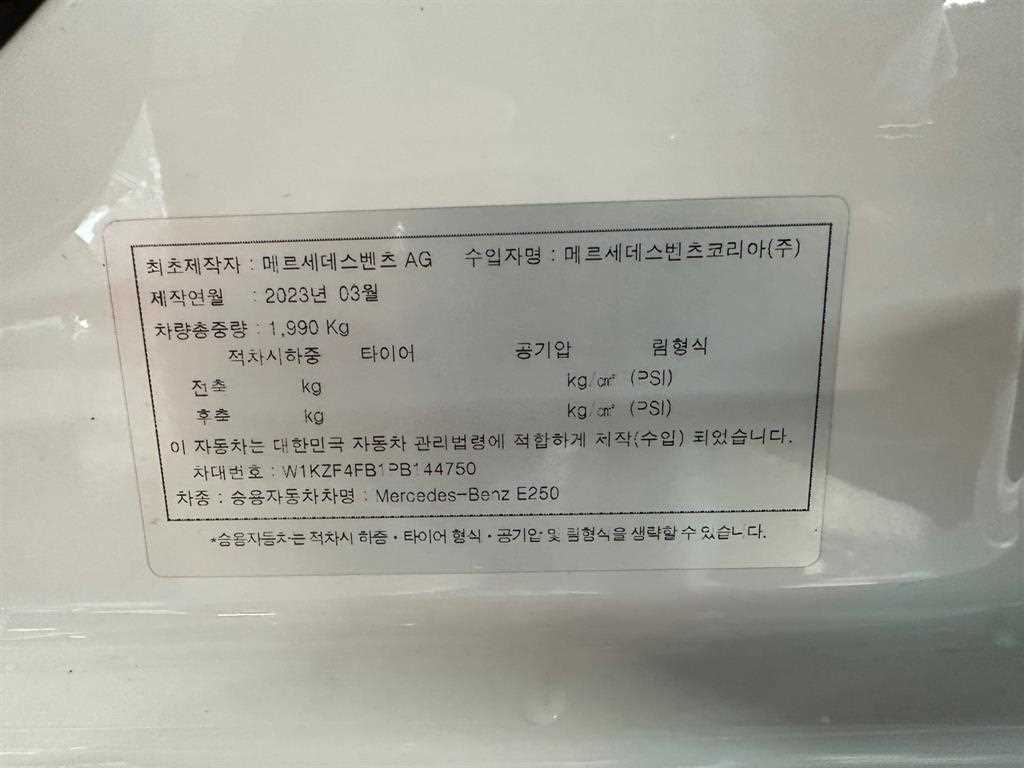 최초제작자 : 메르세데스벤츠 AG 수입자명 : 메르세데스벤츠코리아(주)
제작연월 : 2023년 03월
차량총중량 : 1,990 Kg
적차시하중 타이어 공기압 림형식
전축 kg kg/㎠ (PSI)
후축 kg kg/㎠ (PSI)
이 자동차는 대한민국 자동차 관리법령에 적합하게 제작(수입) 되었습니다.
차대번호 : W1KZF4FB1PB144750
차종 : 승용자동차차명 : Mercedes-Benz E250
*승용자동차는 적차시 하중·타이어 형식·공기압 및 림형식을 생략할 수 있습니다.